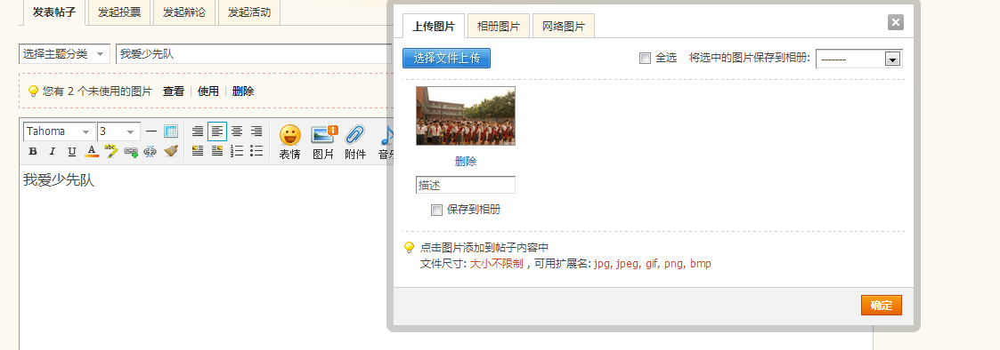 发表帖子 发起投票 发起辩论 发起活动
选择主题分类 我爱少先队
您有 2 个未使用的图片 查看 | 使用 | 删除
Tahoma 3
B I U A abc
表情 图片 附件 音
我爱少先队
上传图片 相册图片 网络图片
选择文件上传 全选 将选中的图片保存到相册: -------
删除
描述
保存到相册
点击图片添加到帖子内容中
文件尺寸: 大小不限制 , 可用扩展名: jpg, jpeg, gif, png, bmp
确定